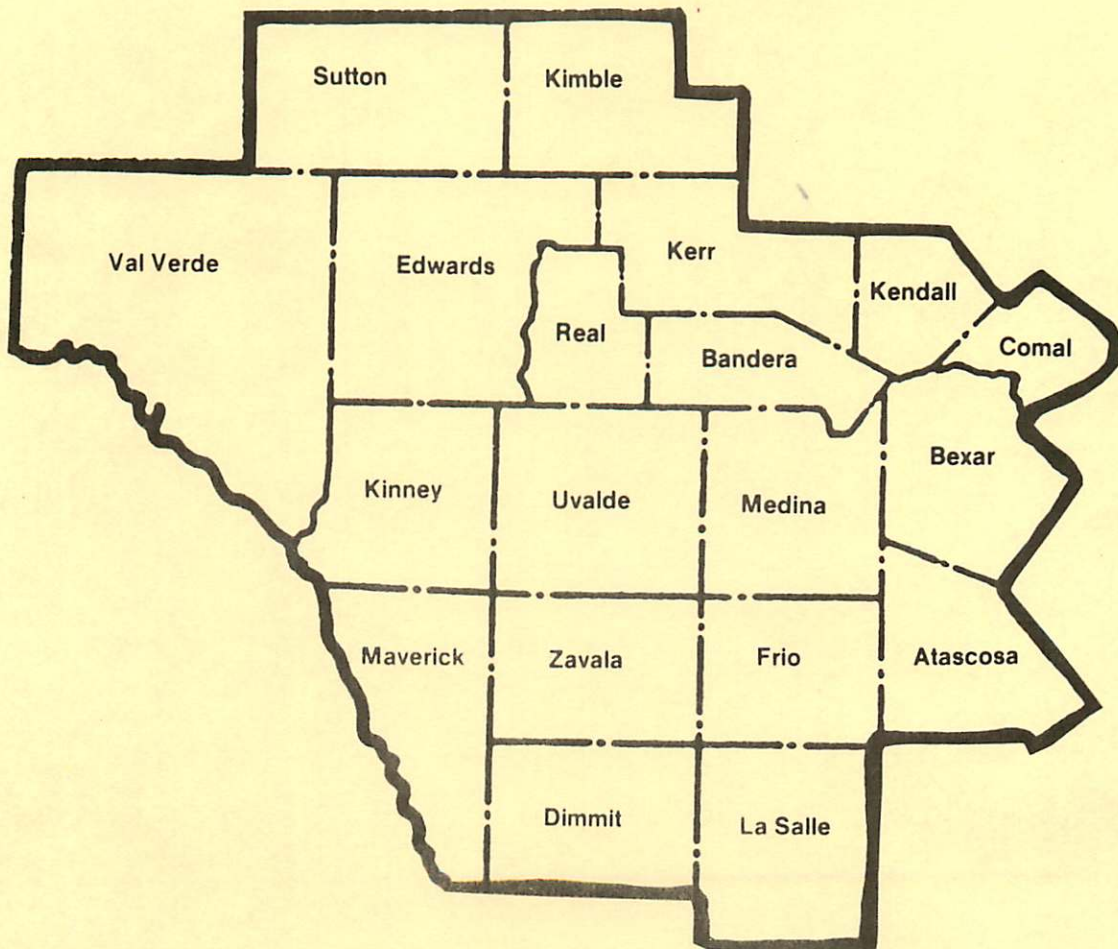 Sutton
Kimble
Val Verde
Edwards
Kerr
Kendall
Real
Bandera
Comal
Kinney
Uvalde
Medina
Bexar
Maverick
Zavala
Frio
Atascosa
Dimmit
La Salle